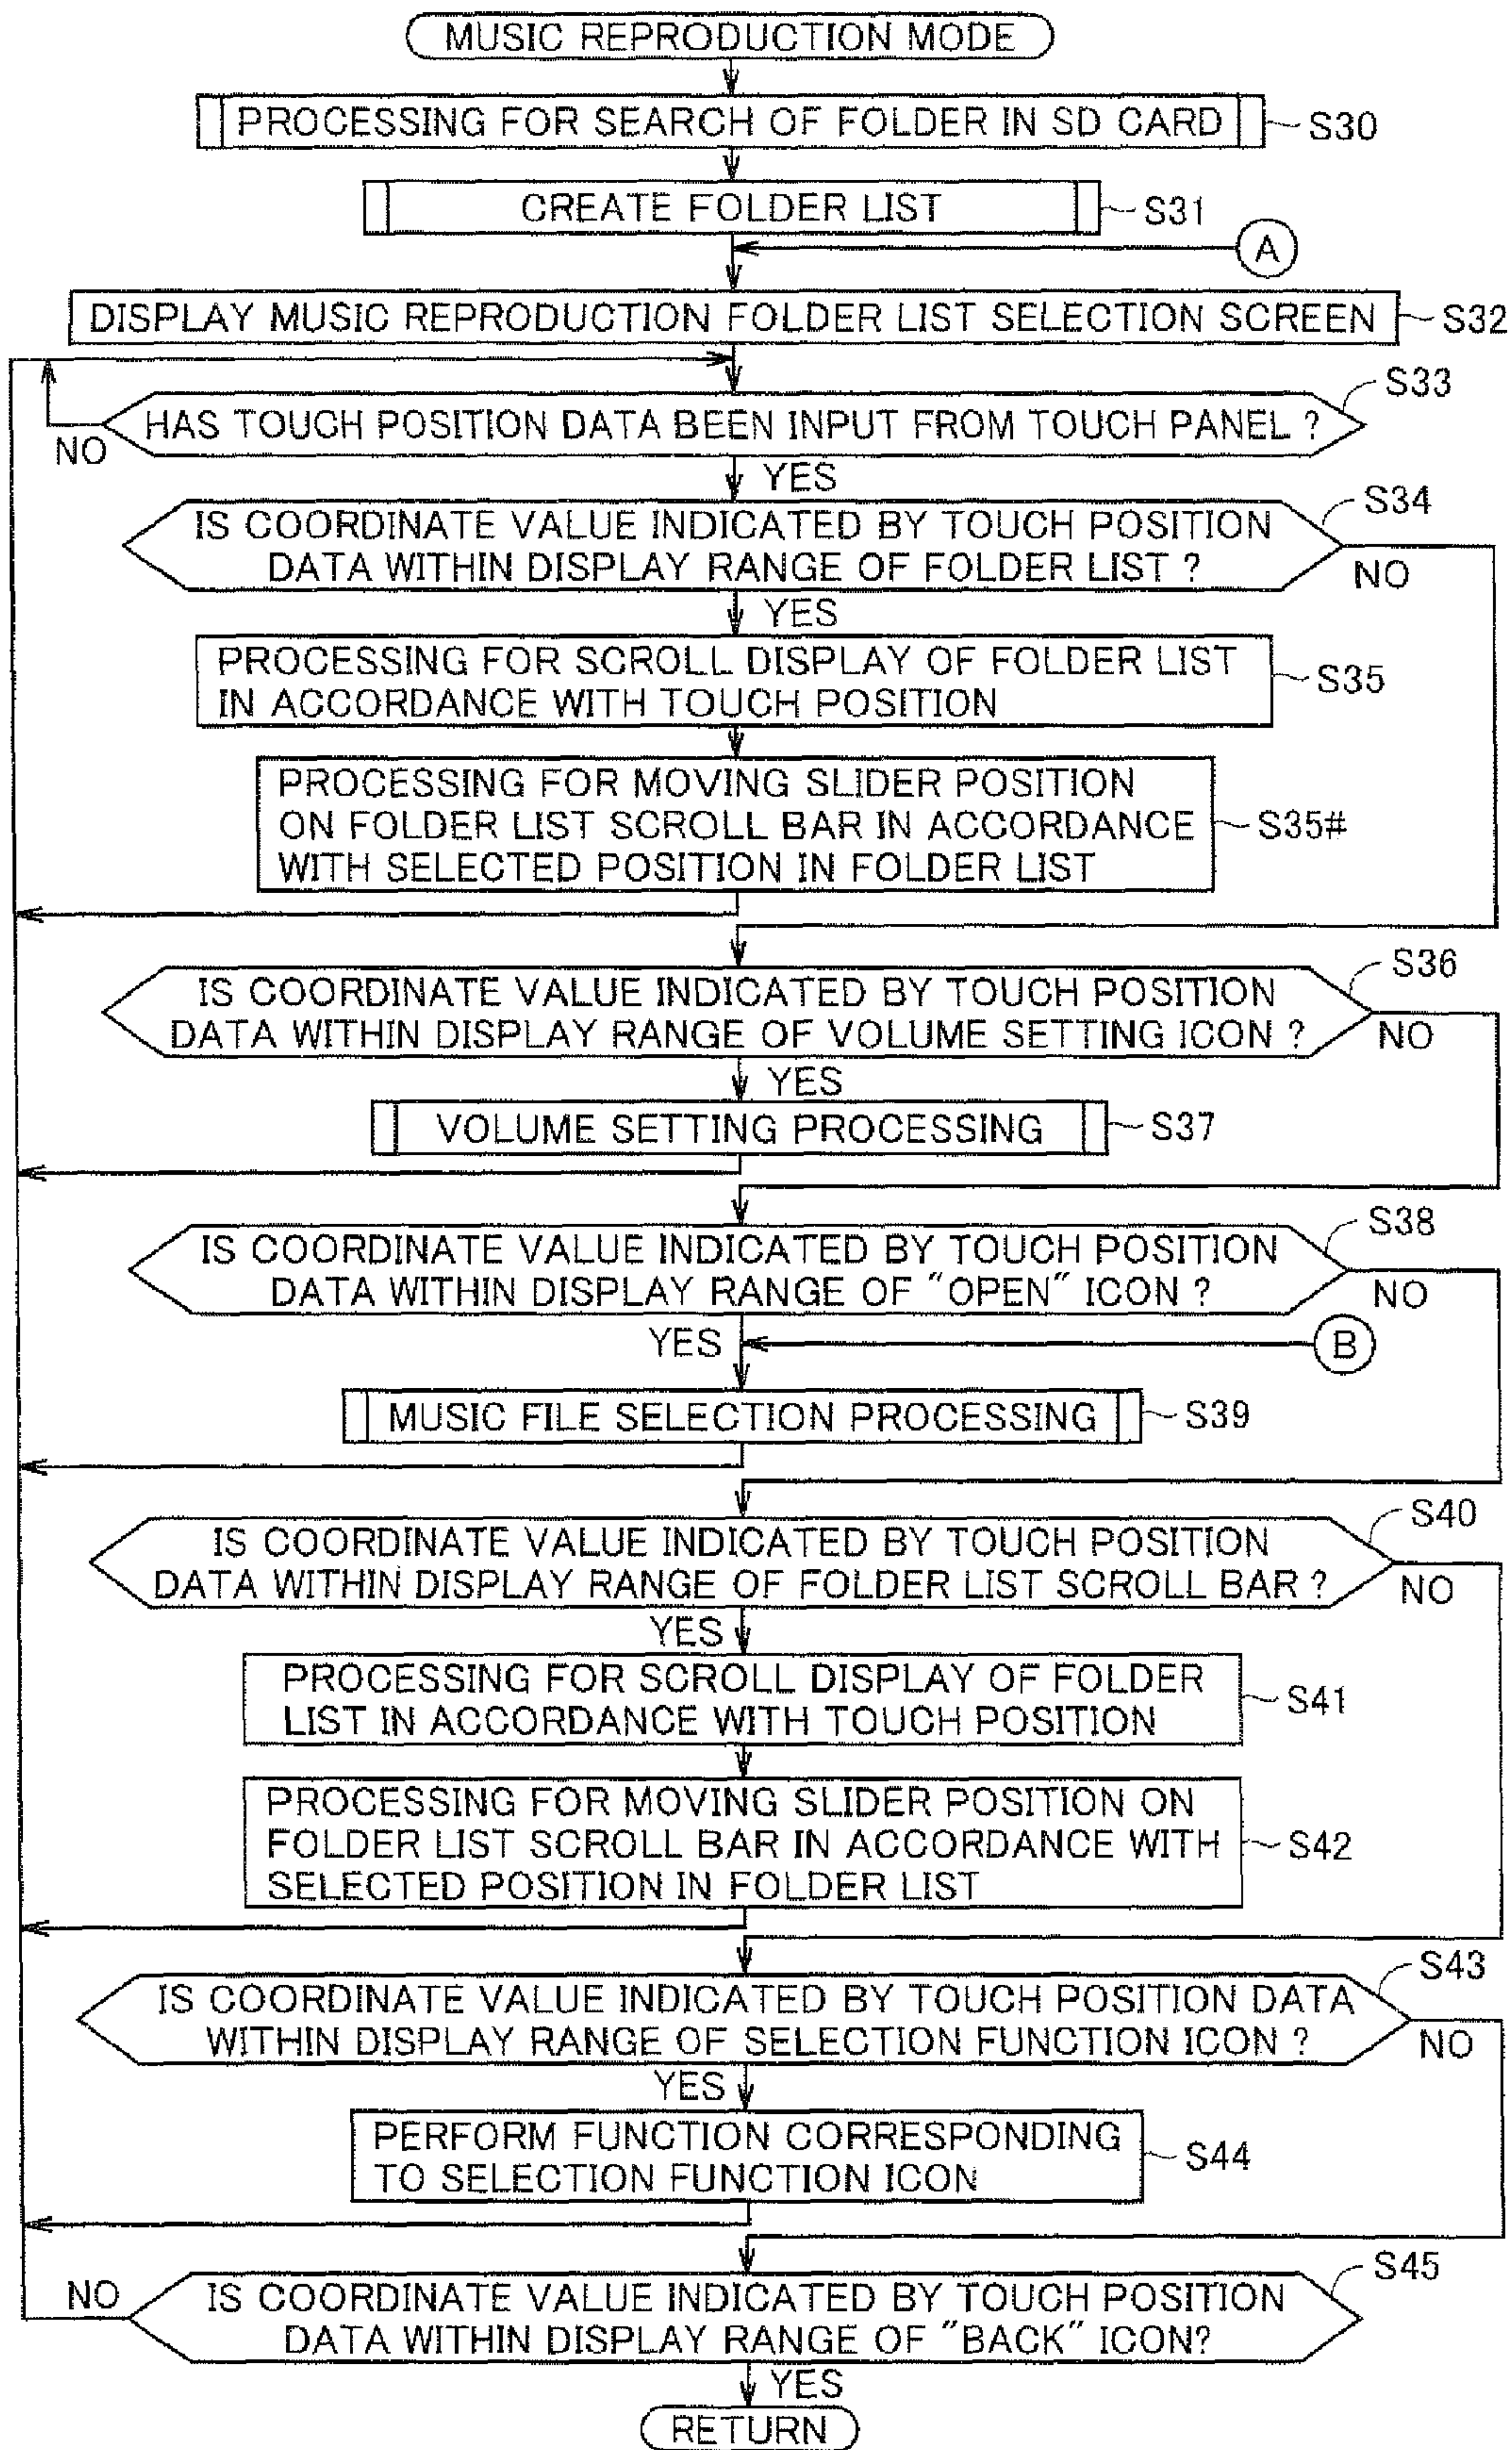 MUSIC REPRODUCTION MODE
PROCESSING FOR SEARCH OF FOLDER IN SD CARD
S30
CREATE FOLDER LIST
S31
A
DISPLAY MUSIC REPRODUCTION FOLDER LIST SELECTION SCREEN
S32
S33
HAS TOUCH POSITION DATA BEEN INPUT FROM TOUCH PANEL ?
NO
YES
S34
IS COORDINATE VALUE INDICATED BY TOUCH POSITION
DATA WITHIN DISPLAY RANGE OF FOLDER LIST ?
NO
YES
PROCESSING FOR SCROLL DISPLAY OF FOLDER LIST
IN ACCORDANCE WITH TOUCH POSITION
S35
PROCESSING FOR MOVING SLIDER POSITION
ON FOLDER LIST SCROLL BAR IN ACCORDANCE
WITH SELECTED POSITION IN FOLDER LIST
S35#
S36
IS COORDINATE VALUE INDICATED BY TOUCH POSITION
DATA WITHIN DISPLAY RANGE OF VOLUME SETTING ICON ?
NO
YES
VOLUME SETTING PROCESSING
S37
S38
IS COORDINATE VALUE INDICATED BY TOUCH POSITION
DATA WITHIN DISPLAY RANGE OF "OPEN" ICON ?
NO
YES
B
MUSIC FILE SELECTION PROCESSING
S39
S40
IS COORDINATE VALUE INDICATED BY TOUCH POSITION
DATA WITHIN DISPLAY RANGE OF FOLDER LIST SCROLL BAR ?
NO
YES
PROCESSING FOR SCROLL DISPLAY OF FOLDER
LIST IN ACCORDANCE WITH TOUCH POSITION
S41
PROCESSING FOR MOVING SLIDER POSITION ON
FOLDER LIST SCROLL BAR IN ACCORDANCE WITH
SELECTED POSITION IN FOLDER LIST
S42
S43
IS COORDINATE VALUE INDICATED BY TOUCH POSITION DATA
WITHIN DISPLAY RANGE OF SELECTION FUNCTION ICON ?
NO
YES
PERFORM FUNCTION CORRESPONDING
TO SELECTION FUNCTION ICON
S44
S45
NO
IS COORDINATE VALUE INDICATED BY TOUCH POSITION
DATA WITHIN DISPLAY RANGE OF "BACK" ICON?
YES
RETURN